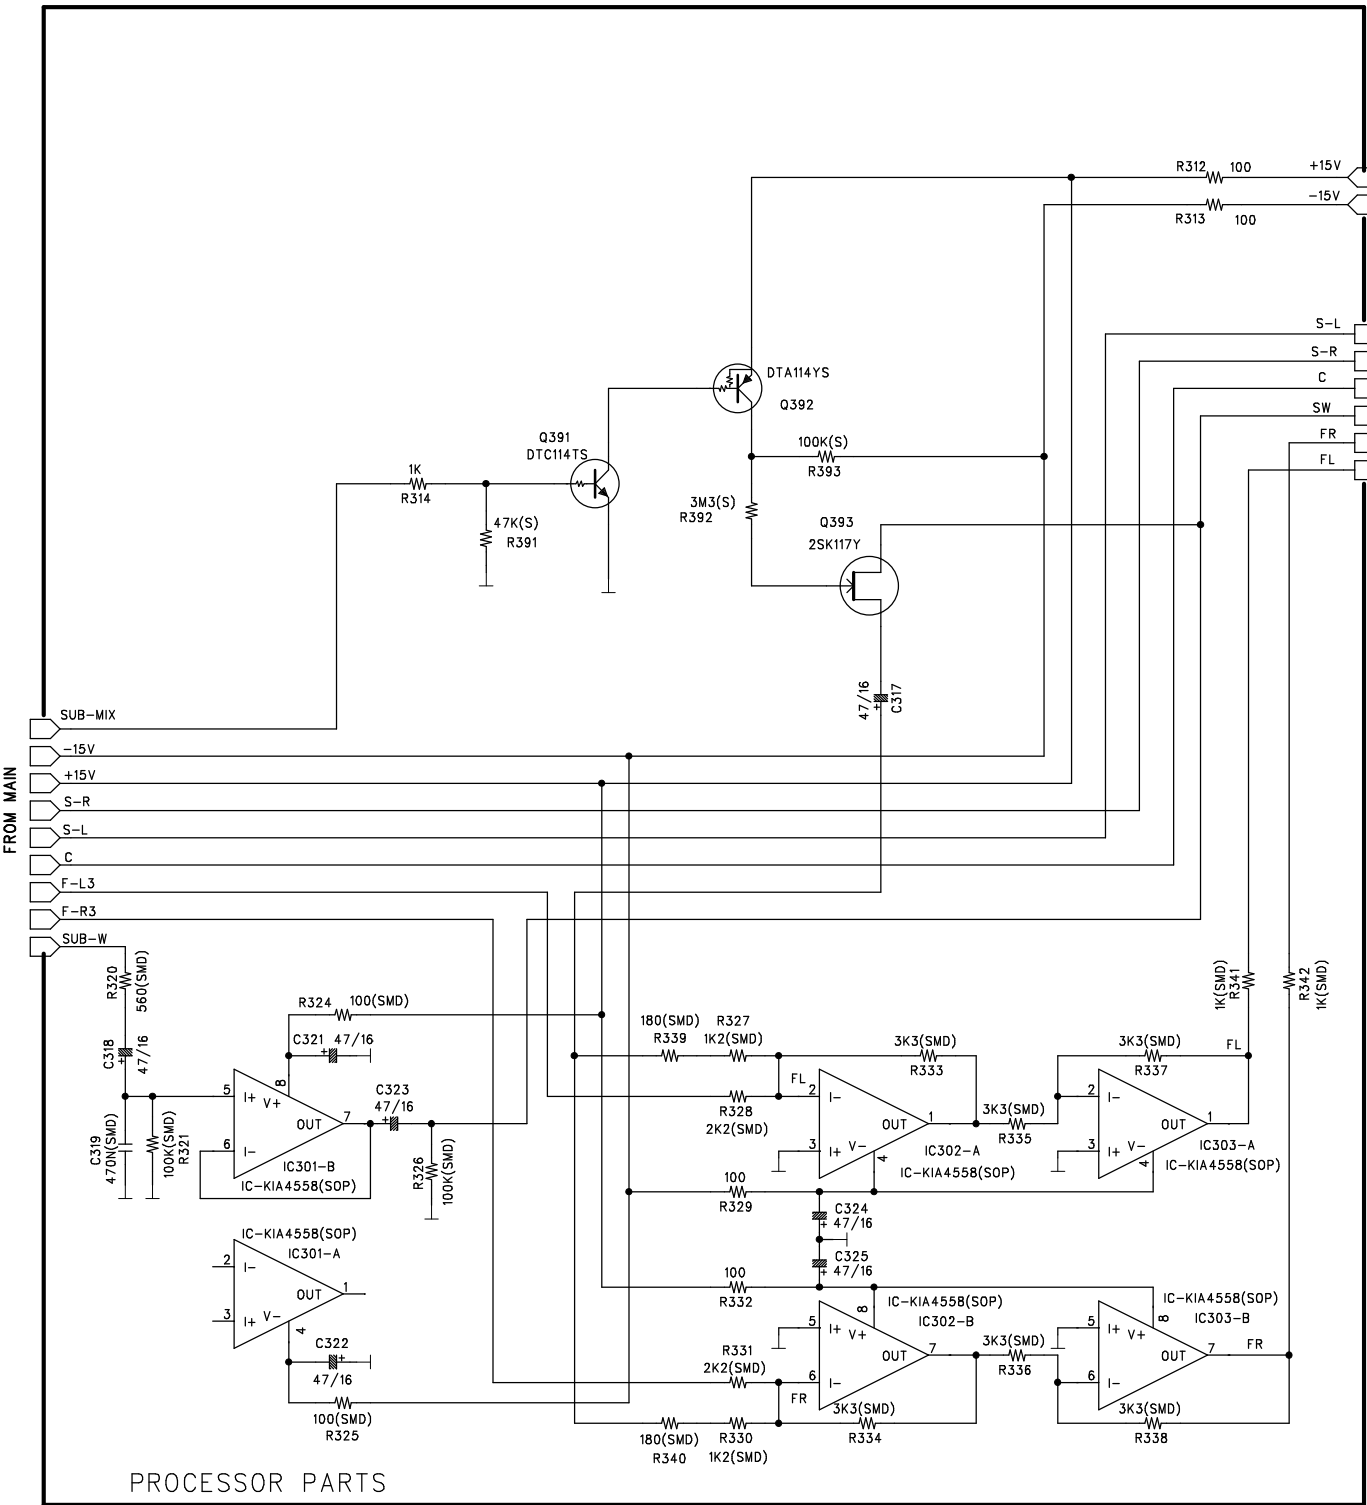 R312 100 +15V
-15V
R313 100
S-L
S-R
C
SW
FR
FL
DTA114YS
Q392
Q391
DTC114TS
100K(S)
R393
1K
R314
3M3(S)
R392
47K(S)
R391
Q393
2SK117Y
47/16
+
C317
FROM MAIN
SUB-MIX
-15V
+15V
S-R
S-L
C
F-L3
F-R3
SUB-W
R320
560(SMD)
C318
+
47/16
C319
470N(SMD)
100K(SMD)
R321
R324 100(SMD)
C321 47/16
+
8
5 I+ V+
OUT 7
6 I-
IC301-B
IC-KIA4558(SOP)
C323
47/16
+
R326
100K(SMD)
IC-KIA4558(SOP)
IC301-A
2 I-
OUT 1
3 I+ V-
4
C322
+
47/16
100(SMD)
R325
180(SMD) R327
R339 1K2(SMD)
3K3(SMD)
R333
FL
R328
2K2(SMD)
2 I-
OUT 1
3 I+ V-
4
IC302-A
IC-KIA4558(SOP)
3K3(SMD)
R335
3K3(SMD)
R337
FL
2 I-
OUT 1
3 I+ V-
4
IC303-A
IC-KIA4558(SOP)
1K(SMD)
R341
R342
1K(SMD)
100
R329
C324
+ 47/16
C325
+ 47/16
100
R332
IC-KIA4558(SOP)
IC302-B
8
5 I+ V+
OUT 7
6 I-
R331
2K2(SMD)
FR
3K3(SMD)
R334
180(SMD) R330
R340 1K2(SMD)
3K3(SMD)
R336
IC-KIA4558(SOP)
IC303-B
8
5 I+ V+
OUT 7 FR
6 I-
3K3(SMD)
R338
PROCESSOR PARTS